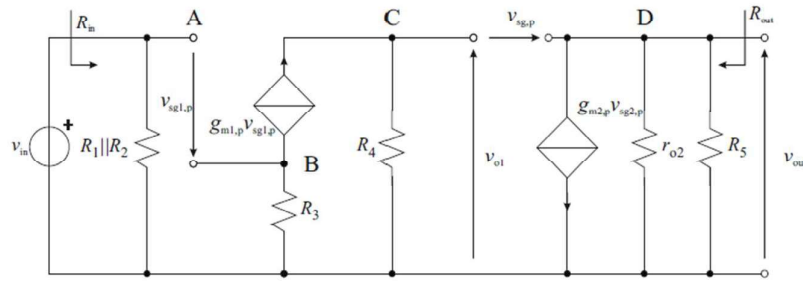 R_in
A
C
v_sg,p
D
R_out
v_sg1,p
g_m1,p v_sg1,p
g_m2,p v_sg2,p
+
v_in
R_1||R_2
B
R_3
R_4
v_o1
r_o2
R_5
v_ou